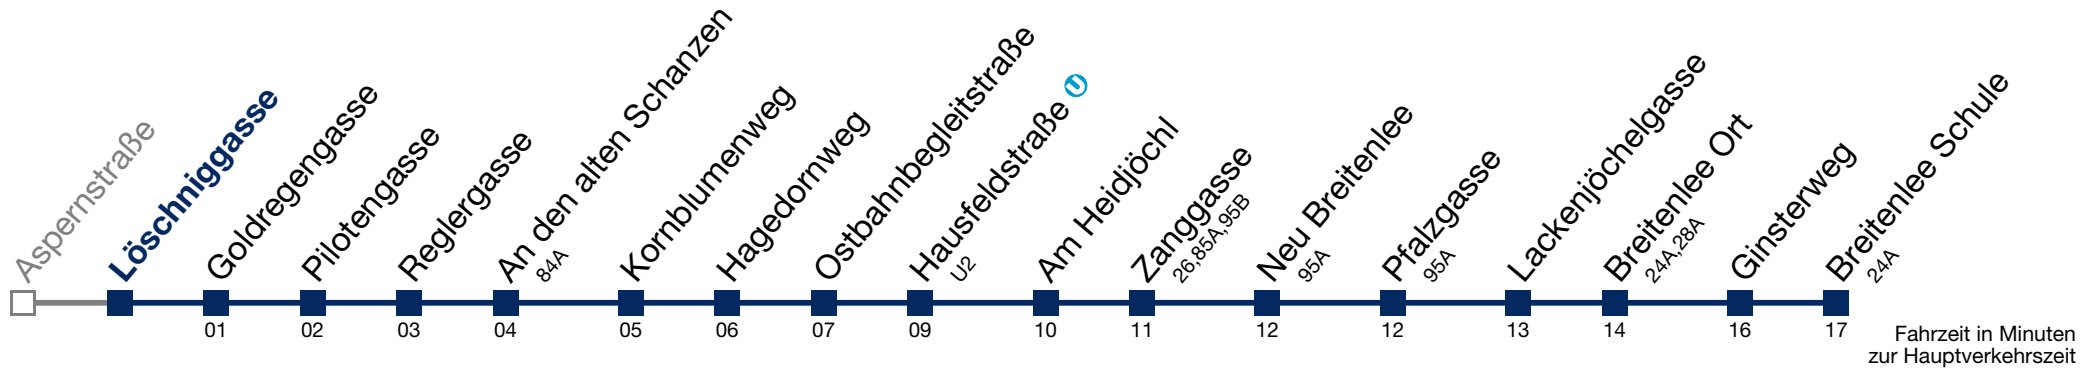 Aspernstraße
Löschniggasse
Goldregengasse
01
Pilotengasse
02
Reglergasse
03
An den alten Schanzen
84A
04
Kornblumenweg
05
Hagedornweg
06
Ostbahnbegleitstraße
07
Hausfeldstraße U
U2
09
Am Heidjöchl
10
Zanggasse
26,85A,95B
11
Neu Breitenlee
95A
12
Pfalzgasse
95A
12
Lackenjöchelgasse
13
Breitenlee Ort
24A,28A
14
Ginsterweg
16
Breitenlee Schule
24A
17
Fahrzeit in Minuten
zur Hauptverkehrszeit